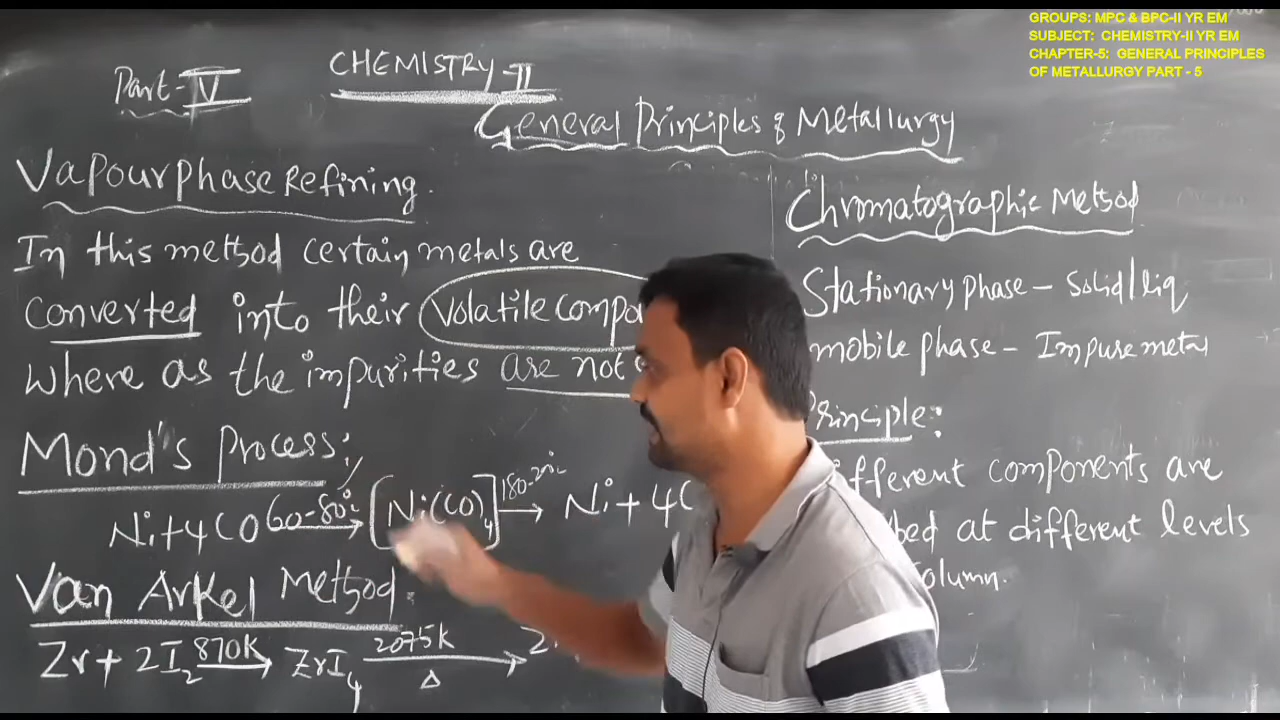 GROUPS: MPC & BPC-II YR EM
SUBJECT: CHEMISTRY-II YR EM
CHAPTER-5: GENERAL PRINCIPLES
OF METALLURGY PART - 5
Part-V
CHEMISTRY-II
General Principles of Metallurgy
Vapour phase Refining.
In this method certain metals are
converted into their Volatile compo
where as the impurities are not
Mond's Process:
Ni+4CO 60-80°C → [Ni(CO)4] 180-200°C → Ni + 4C
Van Arkel Method:
Zr + 2I2 870K → ZrI4 2075K → Δ
Chromatographic Method
Stationary phase - Solid/liq
mobile phase - Impure metal
Principle:
ifferent components are
bed at different levels
olumn.